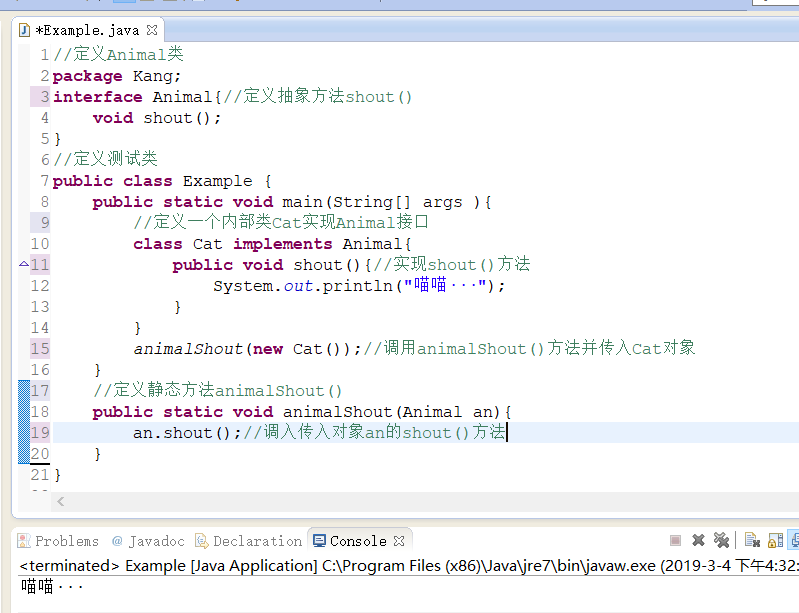 *Example.java
1 //定义Animal类
2 package Kang;
3 interface Animal{//定义抽象方法shout()
4     void shout();
5 }
6 //定义测试类
7 public class Example {
8     public static void main(String[] args ){
9         //定义一个内部类Cat实现Animal接口
10         class Cat implements Animal{
11             public void shout(){//实现shout()方法
12                 System.out.println("喵喵···");
13             }
14         }
15         animalShout(new Cat());//调用animalShout()方法并传入Cat对象
16     }
17     //定义静态方法animalShout()
18     public static void animalShout(Animal an){
19         an.shout();//调入传入对象an的shout()方法
20     }
21 }
Problems @ Javadoc Declaration Console
<terminated> Example [Java Application] C:\Program Files (x86)\Java\jre7\bin\javaw.exe (2019-3-4 下午4:32:
喵喵···